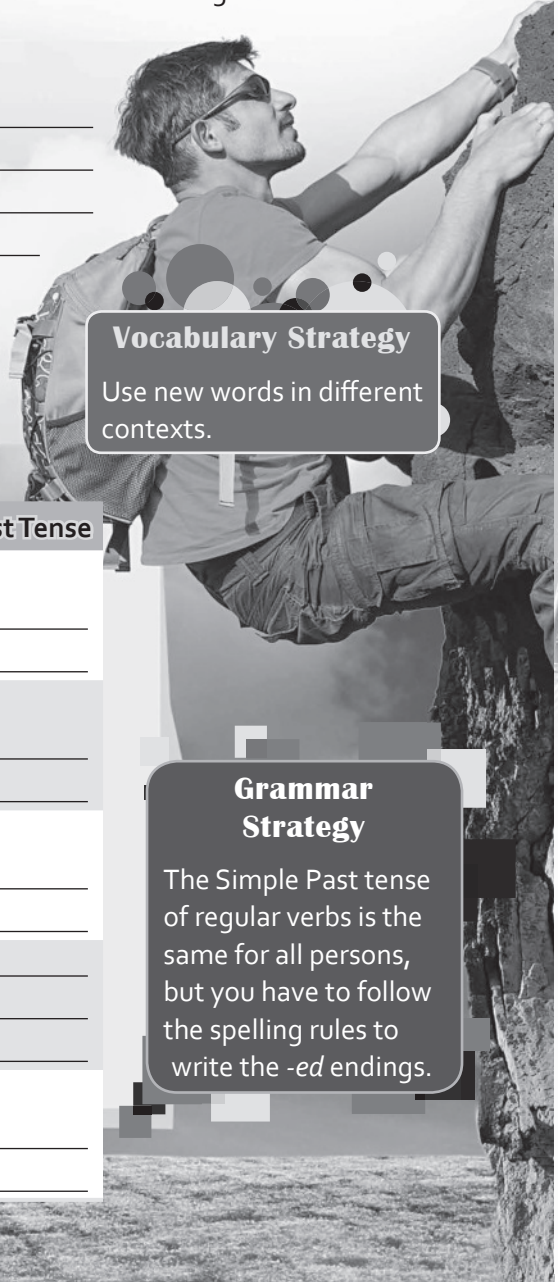 Vocabulary Strategy
Use new words in different
contexts.
Tense
Grammar
Strategy
The Simple Past tense
of regular verbs is the
same for all persons,
but you have to follow
the spelling rules to
write the -ed endings.